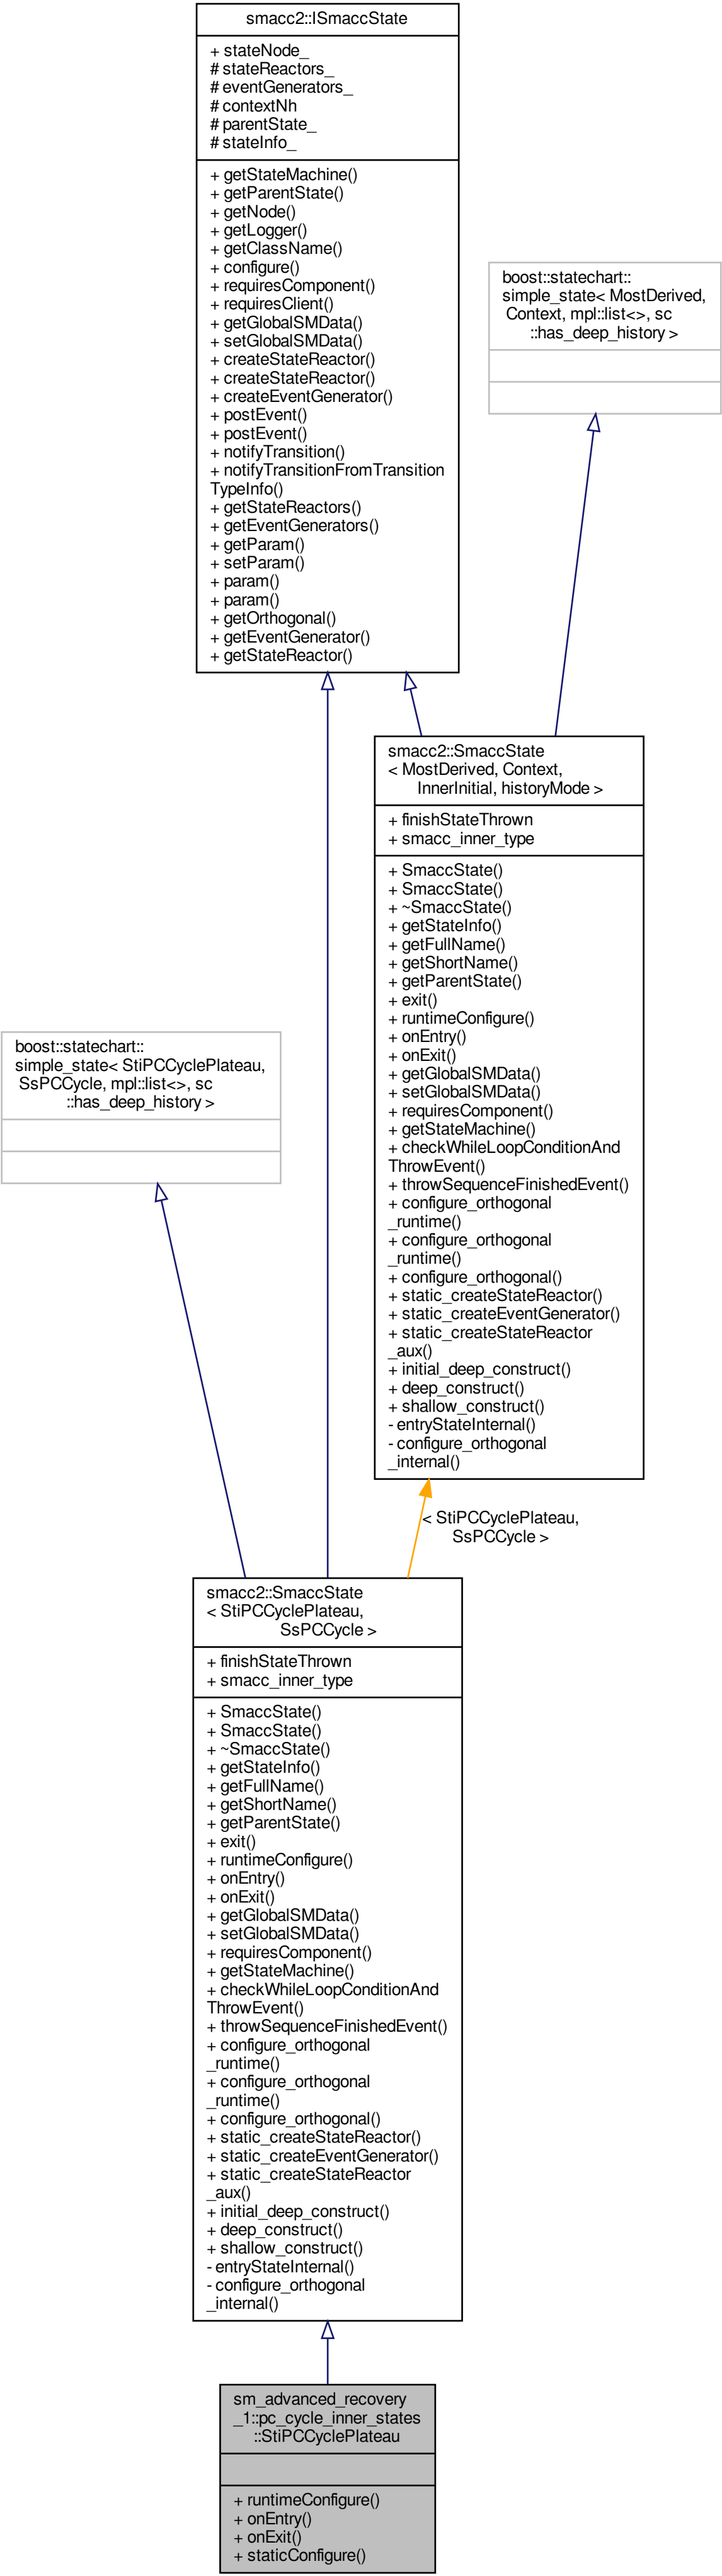 smacc2::ISmaccState
+ stateNode_
# stateReactors_
# eventGenerators_
# contextNh
# parentState_
# stateInfo_
+ getStateMachine()
+ getParentState()
+ getNode()
+ getLogger()
+ getClassName()
+ configure()
+ requiresComponent()
+ requiresClient()
+ getGlobalSMData()
+ setGlobalSMData()
+ createStateReactor()
+ createStateReactor()
+ createEventGenerator()
+ postEvent()
+ postEvent()
+ notifyTransition()
+ notifyTransitionFromTransition
TypeInfo()
+ getStateReactors()
+ getEventGenerators()
+ getParam()
+ setParam()
+ param()
+ param()
+ getOrthogonal()
+ getEventGenerator()
+ getStateReactor()
boost::statechart::
simple_state< MostDerived,
Context, mpl::list<>, sc
::has_deep_history >
smacc2::SmaccState
< MostDerived, Context,
InnerInitial, historyMode >
+ finishStateThrown
+ smacc_inner_type
+ SmaccState()
+ SmaccState()
+ ~SmaccState()
+ getStateInfo()
+ getFullName()
+ getShortName()
+ getParentState()
+ exit()
+ runtimeConfigure()
+ onEntry()
+ onExit()
+ getGlobalSMData()
+ setGlobalSMData()
+ requiresComponent()
+ getStateMachine()
+ checkWhileLoopConditionAnd
ThrowEvent()
+ throwSequenceFinishedEvent()
+ configure_orthogonal
_runtime()
+ configure_orthogonal
_runtime()
+ configure_orthogonal()
+ static_createStateReactor()
+ static_createEventGenerator()
+ static_createStateReactor
_aux()
+ initial_deep_construct()
+ deep_construct()
+ shallow_construct()
- entryStateInternal()
- configure_orthogonal
_internal()
boost::statechart::
simple_state< StiPCCyclePlateau,
SsPCCycle, mpl::list<>, sc
::has_deep_history >
< StiPCCyclePlateau,
SsPCCycle >
smacc2::SmaccState
< StiPCCyclePlateau,
SsPCCycle >
+ finishStateThrown
+ smacc_inner_type
+ SmaccState()
+ SmaccState()
+ ~SmaccState()
+ getStateInfo()
+ getFullName()
+ getShortName()
+ getParentState()
+ exit()
+ runtimeConfigure()
+ onEntry()
+ onExit()
+ getGlobalSMData()
+ setGlobalSMData()
+ requiresComponent()
+ getStateMachine()
+ checkWhileLoopConditionAnd
ThrowEvent()
+ throwSequenceFinishedEvent()
+ configure_orthogonal
_runtime()
+ configure_orthogonal
_runtime()
+ configure_orthogonal()
+ static_createStateReactor()
+ static_createEventGenerator()
+ static_createStateReactor
_aux()
+ initial_deep_construct()
+ deep_construct()
+ shallow_construct()
- entryStateInternal()
- configure_orthogonal
_internal()
sm_advanced_recovery
_1::pc_cycle_inner_states
::StiPCCyclePlateau
+ runtimeConfigure()
+ onEntry()
+ onExit()
+ staticConfigure()